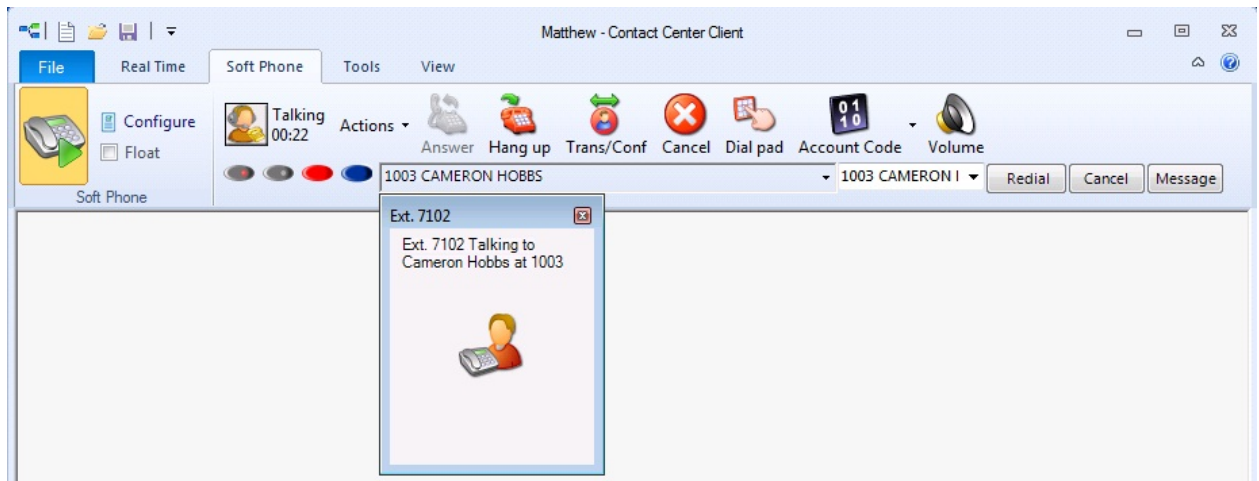 Matthew - Contact Center Client
File Real Time Soft Phone Tools View
Configure
Float
Soft Phone
Talking
00:22
Actions
Answer Hang up Trans/Conf Cancel Dial pad Account Code Volume
01
10
1003 CAMERON HOBBS
1003 CAMERON I
Redial Cancel Message
Ext. 7102
Ext. 7102 Talking to
Cameron Hobbs at 1003